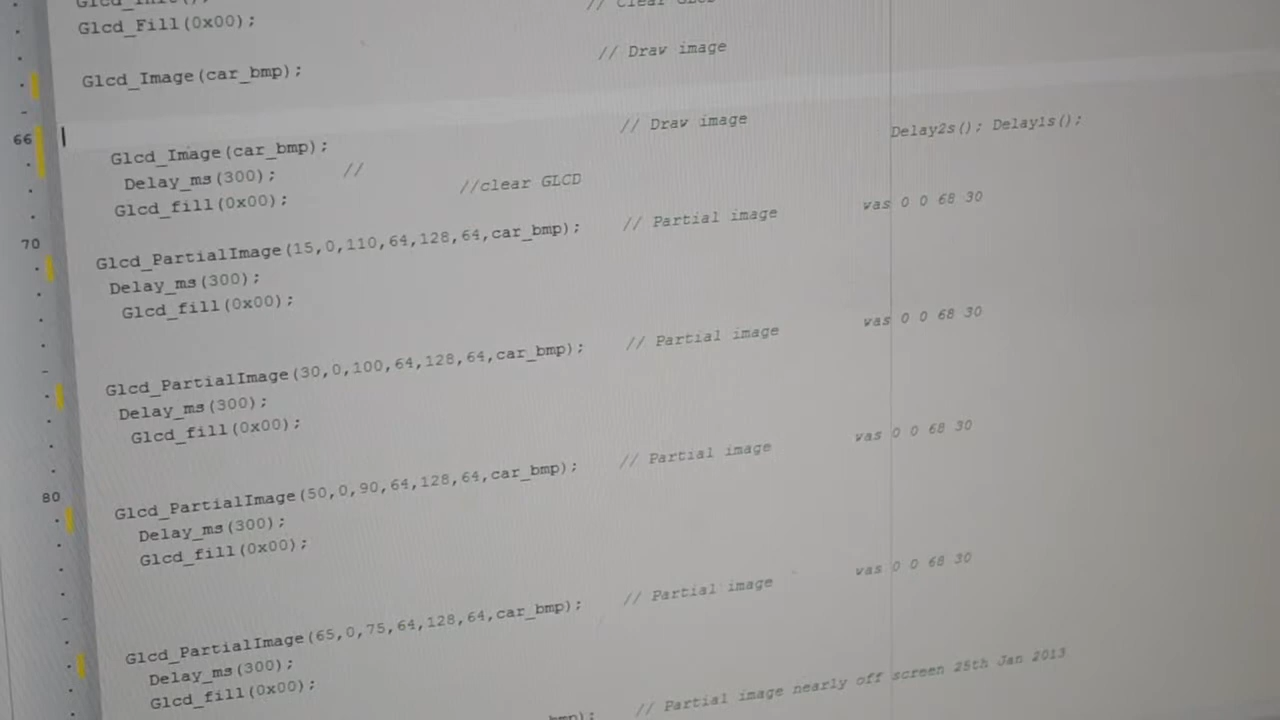 Glcd_Fill(0x00); // Clear GLCD
Glcd_Image(car_bmp); // Draw image
66
Glcd_Image(car_bmp); // Draw image
Delay_ms(300); // Delay2s(); Delay1s();
Glcd_fill(0x00); //clear GLCD
70
Glcd_PartialImage(15,0,110,64,128,64,car_bmp); // Partial image was 0 0 68 30
Delay_ms(300);
Glcd_fill(0x00);
Glcd_PartialImage(30,0,100,64,128,64,car_bmp); // Partial image was 0 0 68 30
Delay_ms(300);
Glcd_fill(0x00);
80
Glcd_PartialImage(50,0,90,64,128,64,car_bmp); // Partial image was 0 0 68 30
Delay_ms(300);
Glcd_fill(0x00);
Glcd_PartialImage(65,0,75,64,128,64,car_bmp); // Partial image was 0 0 68 30
Delay_ms(300);
Glcd_fill(0x00);
bmp); // Partial image nearly off screen 25th Jan 2013